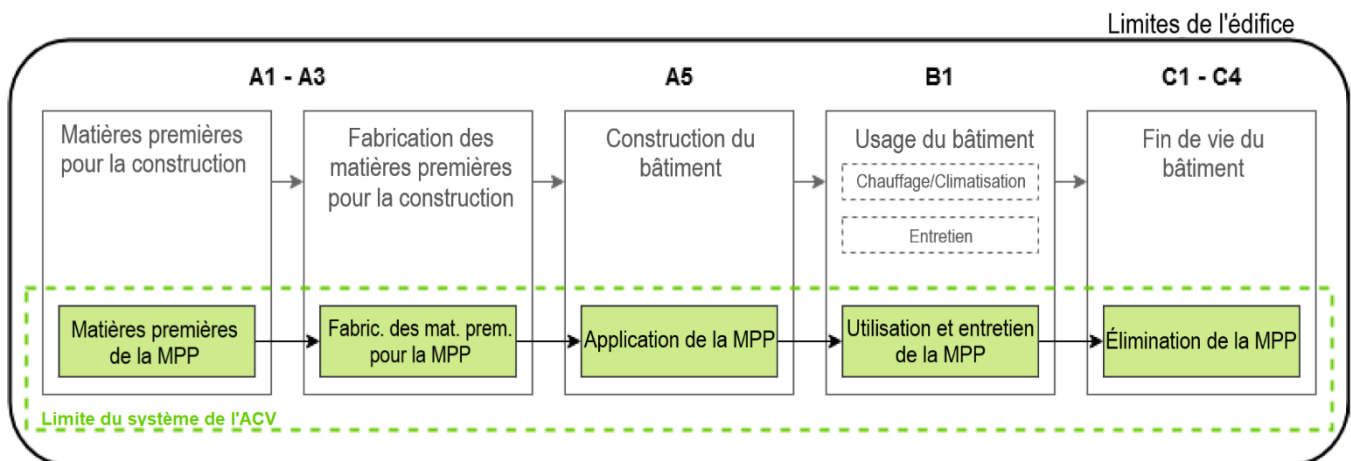 Limites de l'édifice
A1 - A3
A5
B1
C1 - C4
Matières premières
pour la construction
Fabrication des
matières premières
pour la construction
Construction du
bâtiment
Usage du bâtiment
Chauffage/Climatisation
Entretien
Fin de vie du
bâtiment
Matières premières
de la MPP
Fabric. des mat. prem.
pour la MPP
Application de la MPP
Utilisation et entretien
de la MPP
Élimination de la MPP
Limite du système de l'ACV